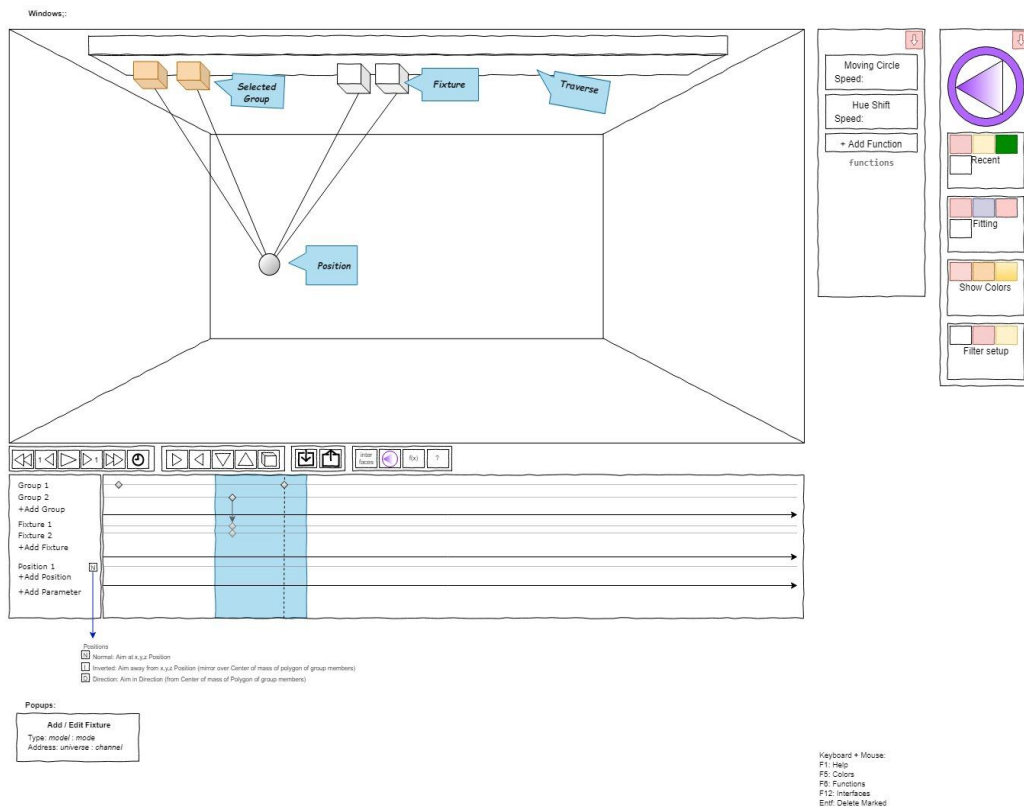 Windows;:
Selected
Group
Fixture
Traverse
Position
Moving Circle
Speed:
Hue Shift
Speed:
+ Add Function
functions
Recent
Fitting
Show Colors
Filter setup
1
1
inter
faces
f(x)
?
Group 1
Group 2
+Add Group
Fixture 1
Fixture 2
+Add Fixture
Position 1 N
+Add Position
+Add Parameter
Positions
N Normal: Aim at x,y,z Position
I Inverted: Aim away from x,y,z Position (mirror over Center of mass of polygon of group members)
D Direction: Aim in Direction (from Center of mass of Polygon of group members)
Popups:
Add / Edit Fixture
Type: model : mode
Address: universe : channel
Keyboard + Mouse:
F1: Help
F5: Colors
F6: Functions
F12: Interfaces
Entf: Delete Marked